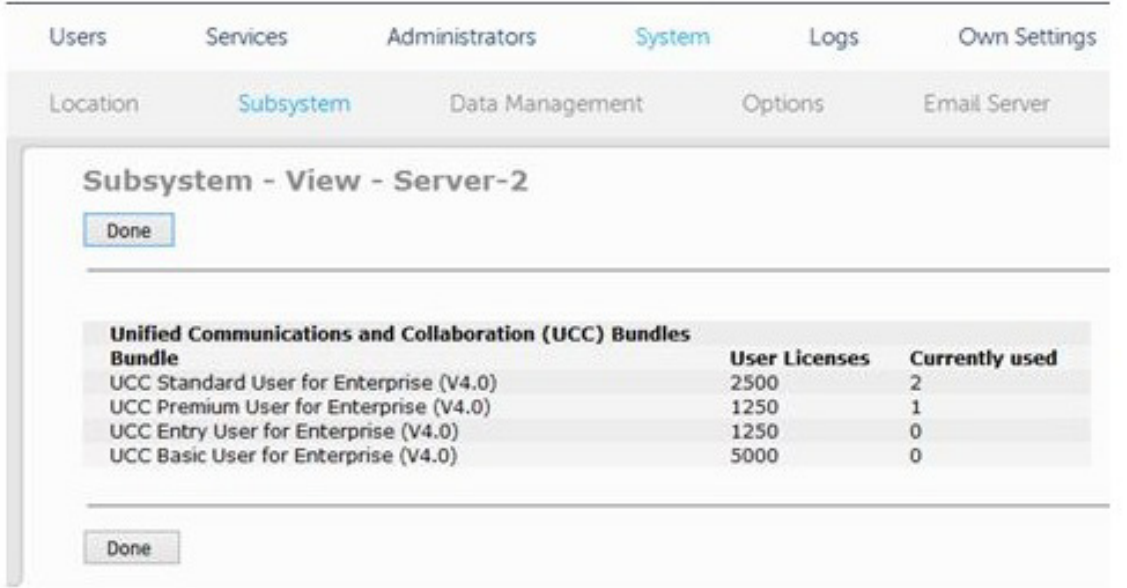 Users Services Administrators System Logs Own Settings
Location Subsystem Data Management Options Email Server
Subsystem - View - Server-2
Done
Unified Communications and Collaboration (UCC) Bundles
Bundle User Licenses Currently used
UCC Standard User for Enterprise (V4.0) 2500 2
UCC Premium User for Enterprise (V4.0) 1250 1
UCC Entry User for Enterprise (V4.0) 1250 0
UCC Basic User for Enterprise (V4.0) 5000 0
Done